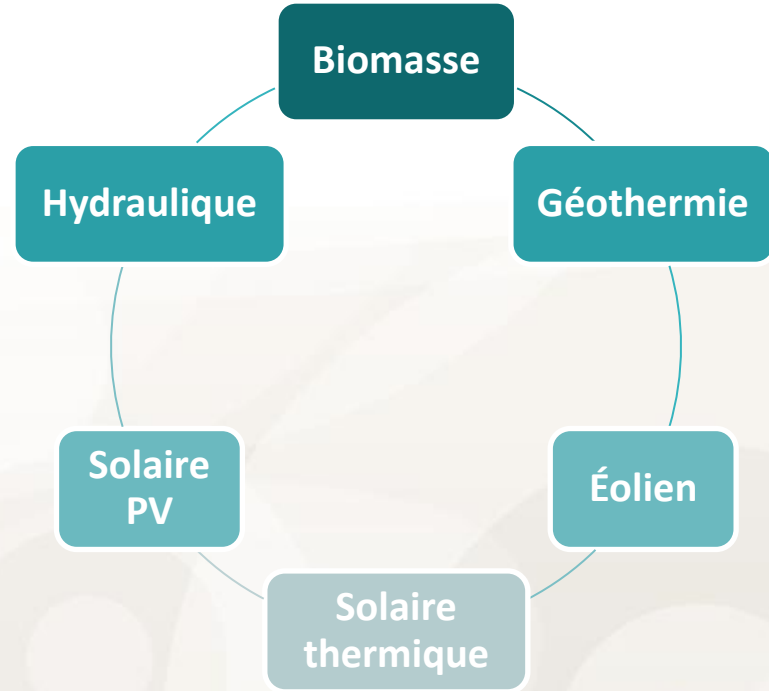 Biomasse
Hydraulique
Géothermie
Solaire
PV
Éolien
Solaire
thermique